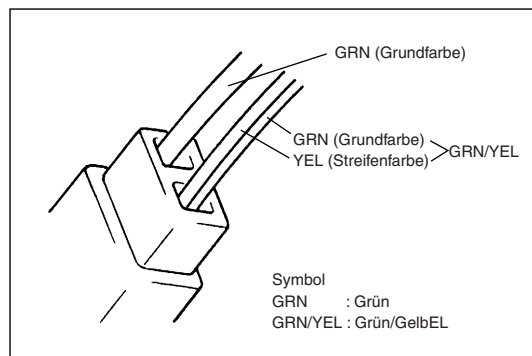 GRN (Grundfarbe)
GRN (Grundfarbe)
YEL (Streifenfarbe)
GRN/YEL
Symbol
GRN : Grün
GRN/YEL : Grün/GelbEL